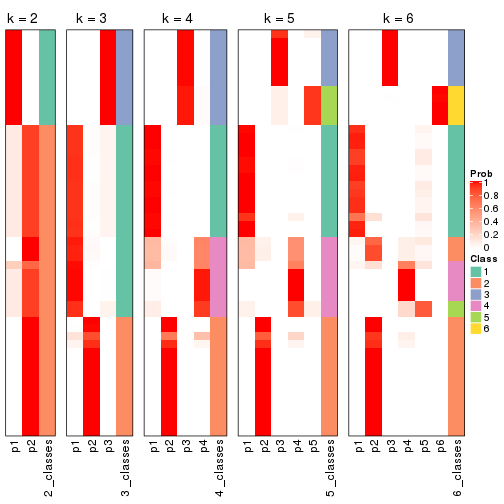 k = 2
k = 3
k = 4
k = 5
k = 6
Prob
1
0.8
0.6
0.4
0.2
0
Class
1
2
3
4
5
6
p1
p2
2_classes
p1
p2
p3
3_classes
p1
p2
p3
p4
4_classes
p1
p2
p3
p4
p5
5_classes
p1
p2
p3
p4
p5
p6
6_classes